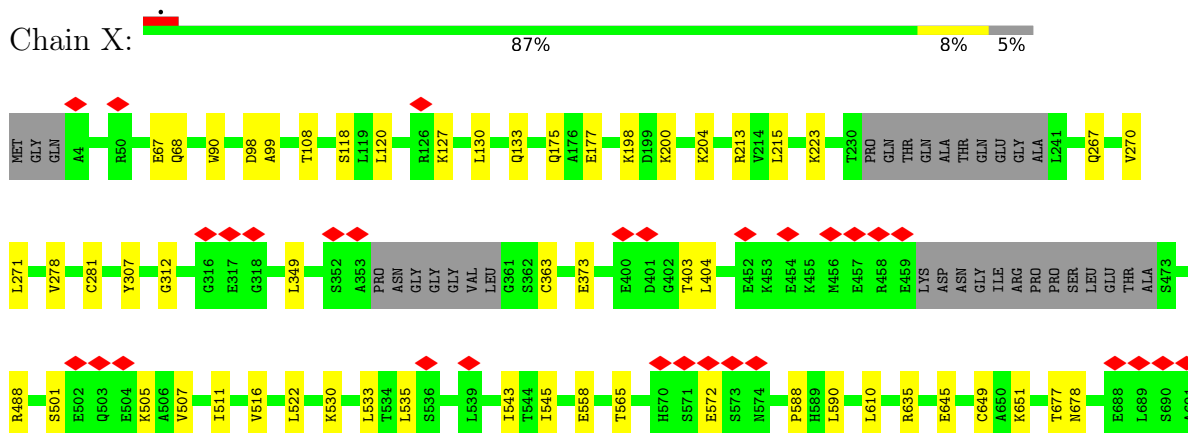 Chain X:
87% 8% 5%
MET GLY GLN A4 R50 E67 Q68 W90 D98 A99 T108 S118 L119 L120 R126 K127 L130 Q133 Q175 A176 E177 K198 D199 K200 K204 R213 V214 L215 K223 T230 PRO GLN THR GLN ALA THR GLN GLU GLY ALA L241 Q267 V270
L271 V278 C281 Y307 G312 G316 E317 G318 L349 S352 A353 PRO ASN GLY GLY GLY VAL LEU G361 S362 C363 E373 E400 D401 G402 T403 L404 E452 K453 E454 K455 M456 E457 R458 E459 LYS ASP ASN GLY ILE ARG PRO PRO SER LEU GLU THR ALA S473
R488 S501 E502 Q503 E504 K505 A506 V507 I511 V516 L522 K530 L533 T534 L535 S536 L539 I543 T544 I545 E558 T565 H570 S571 E572 S573 N574 P588 H589 L590 L610 R635 E645 C649 A650 K651 T677 N678 E688 L689 S690